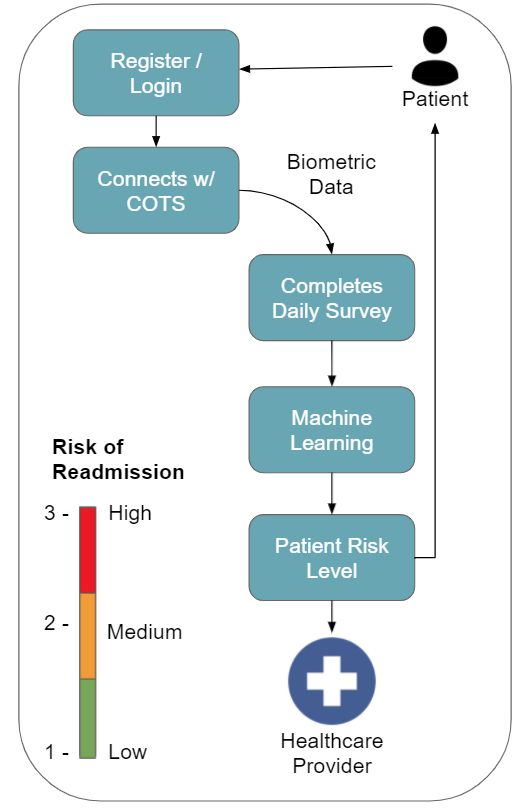 Register /
Login
Patient
Connects w/
COTS
Biometric
Data
Completes
Daily Survey
Machine
Learning
Patient Risk
Level
Healthcare
Provider
Risk of
Readmission
3 - High
2 - Medium
1 - Low